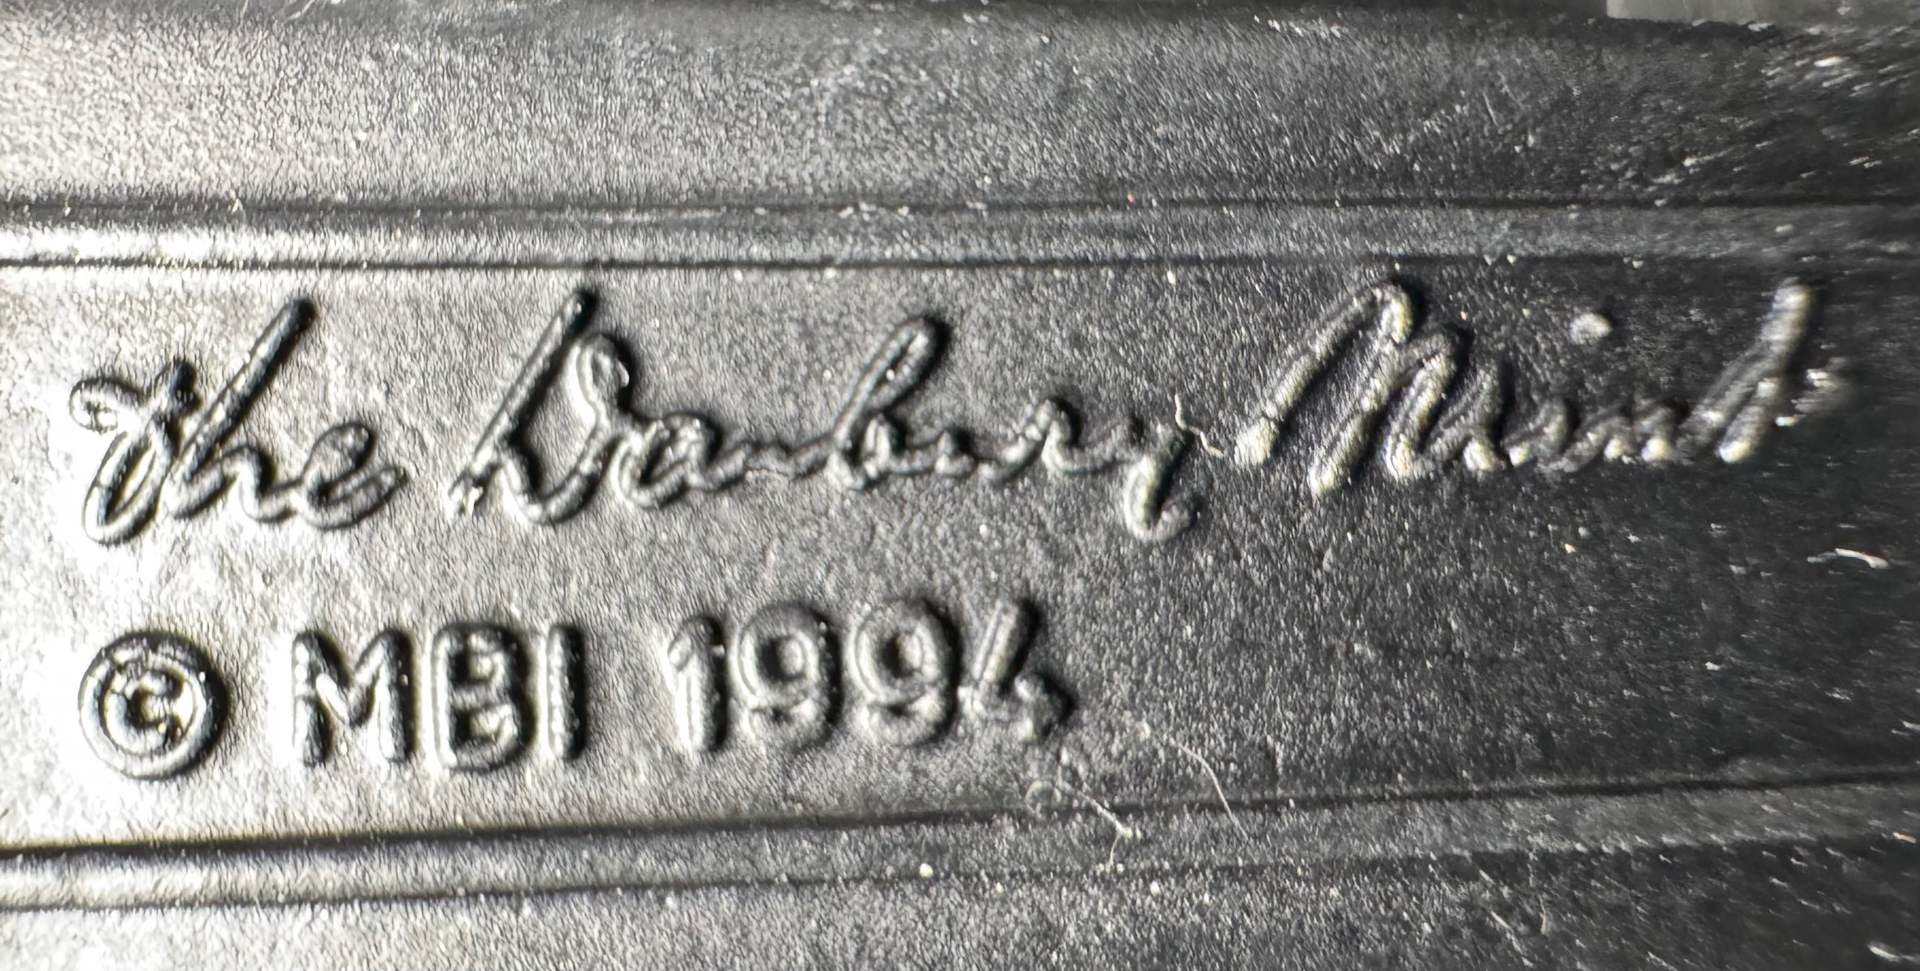 the Danbury Mint
© MBI 1994